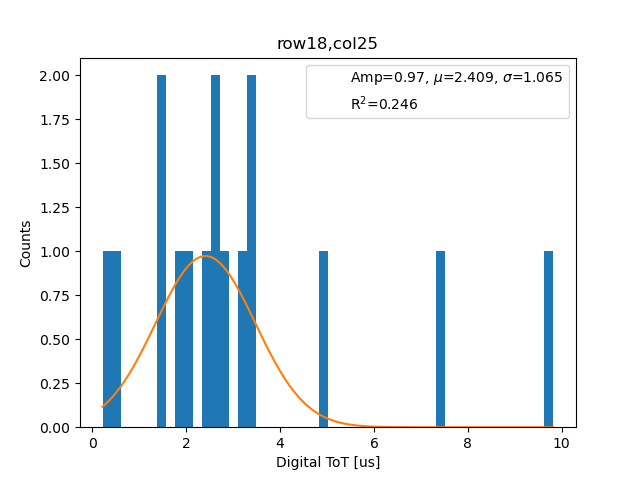 row18,col25
Amp=0.97, μ=2.409, σ=1.065
R²=0.246
Counts
2.00
1.75
1.50
1.25
1.00
0.75
0.50
0.25
0.00
0 2 4 6 8 10
Digital ToT [us]